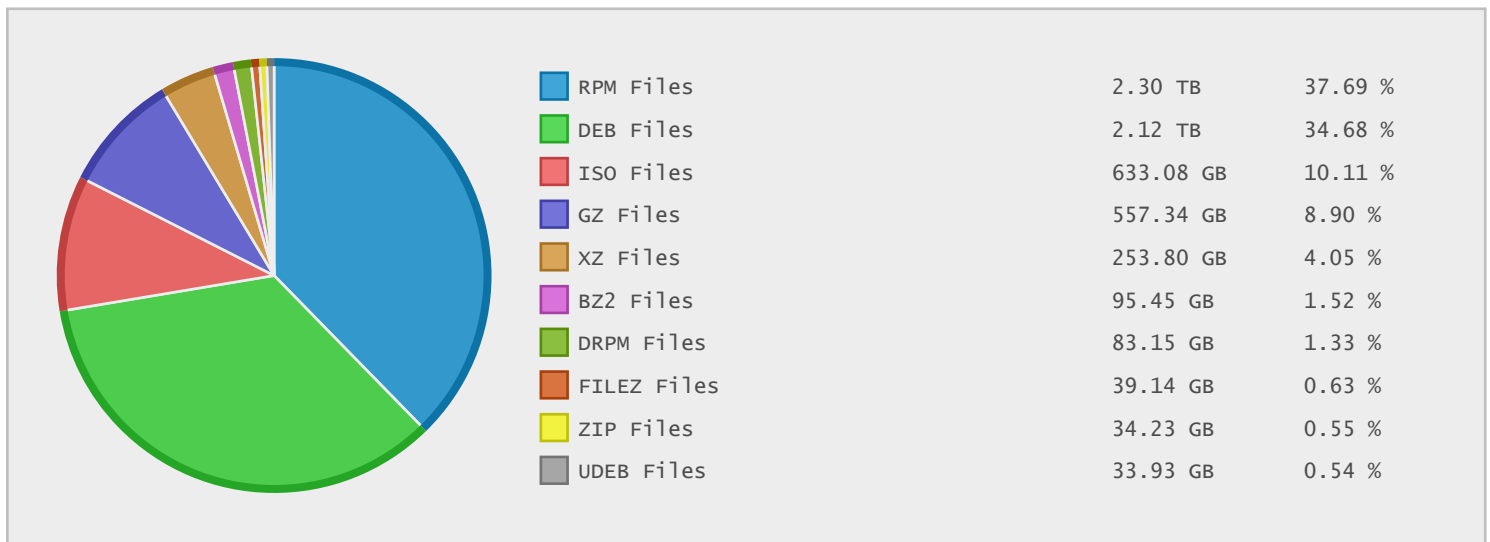 RPM Files 2.30 TB 37.69 %
DEB Files 2.12 TB 34.68 %
ISO Files 633.08 GB 10.11 %
GZ Files 557.34 GB 8.90 %
XZ Files 253.80 GB 4.05 %
BZ2 Files 95.45 GB 1.52 %
DRPM Files 83.15 GB 1.33 %
FILEZ Files 39.14 GB 0.63 %
ZIP Files 34.23 GB 0.55 %
UDEB Files 33.93 GB 0.54 %